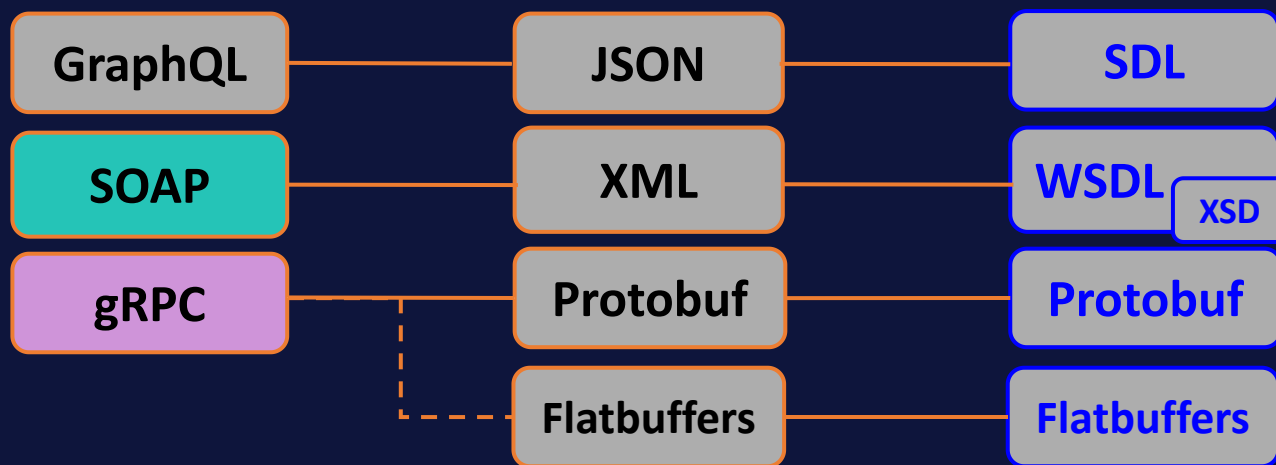 GraphQL
JSON
SDL
SOAP
XML
WSDL
XSD
gRPC
Protobuf
Protobuf
Flatbuffers
Flatbuffers